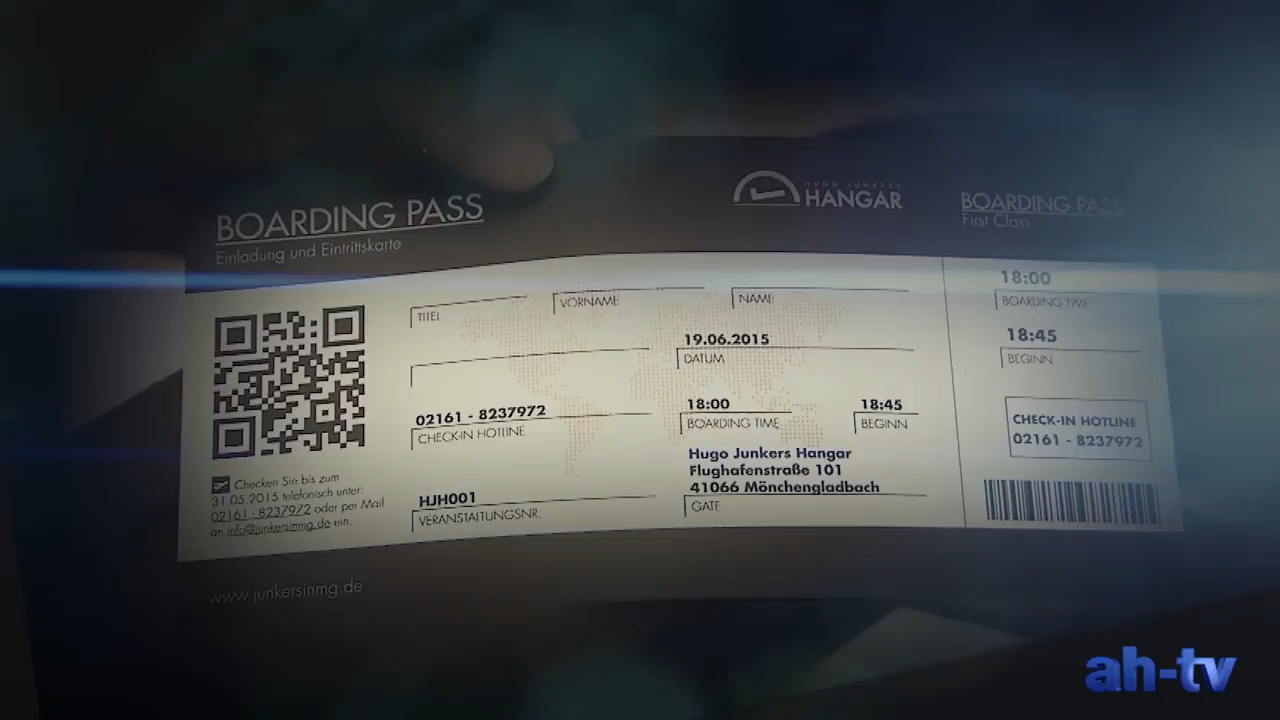 BOARDING PASS
Einladung und Eintrittskarte
HUGO JUNKERS
HANGAR
BOARDING PASS
First Class
TITEL
VORNAME
NAME
19.06.2015
DATUM
02161 - 8237972
CHECK-IN HOTLINE
18:00
BOARDING TIME
18:45
BEGINN
Hugo Junkers Hangar
Flughafenstraße 101
41066 Mönchengladbach
GATE
HJH001
VERANSTALTUNGSNR.
Checken Sie bis zum
31.05.2015 telefonisch unter:
02161 - 8237972 oder per Mail
an info@junkersinmg.de ein.
18:00
BOARDING TIME
18:45
BEGINN
CHECK-IN HOTLINE
02161 - 8237972
www.junkersinmg.de
ah-tv